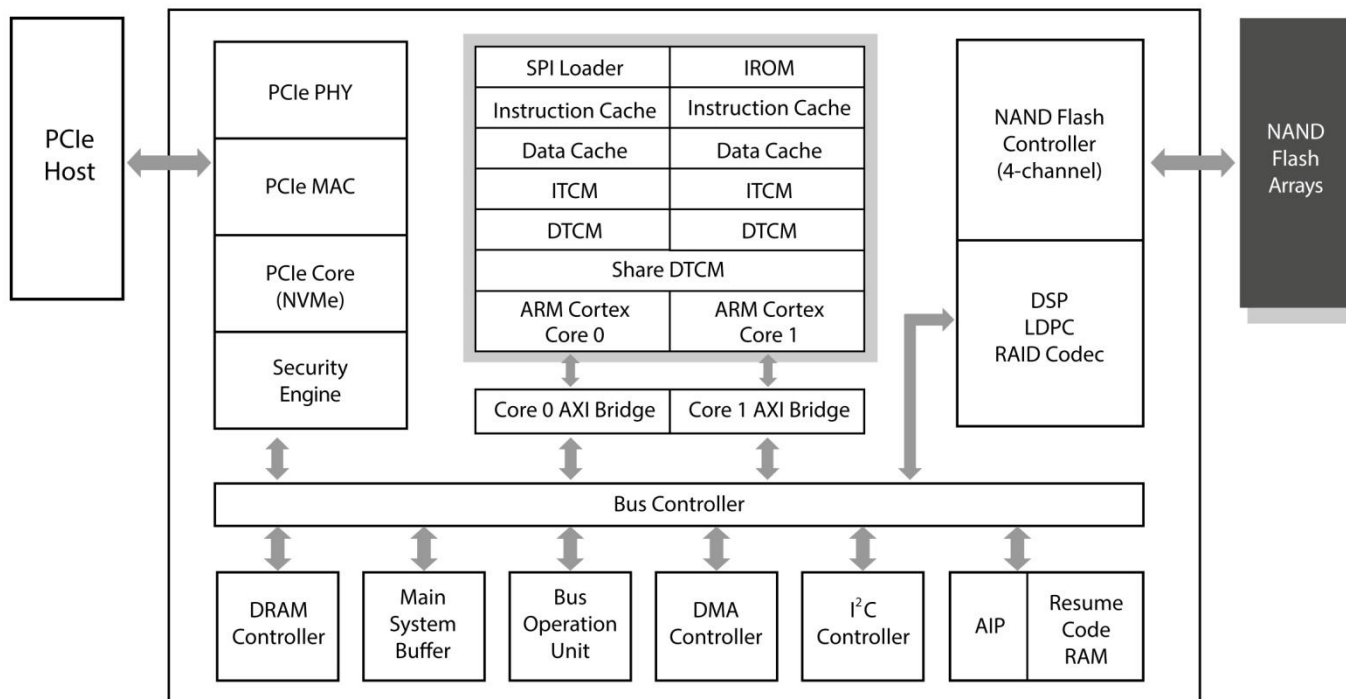 PCIe
Host
PCIe PHY
PCIe MAC
PCIe Core
(NVMe)
Security
Engine
SPI Loader
IROM
Instruction Cache
Instruction Cache
Data Cache
Data Cache
ITCM
ITCM
DTCM
DTCM
Share DTCM
ARM Cortex
Core 0
ARM Cortex
Core 1
Core 0 AXI Bridge
Core 1 AXI Bridge
NAND Flash
Controller
(4-channel)
DSP
LDPC
RAID Codec
NAND
Flash
Arrays
Bus Controller
DRAM
Controller
Main
System
Buffer
Bus
Operation
Unit
DMA
Controller
I²C
Controller
AIP
Resume
Code
RAM